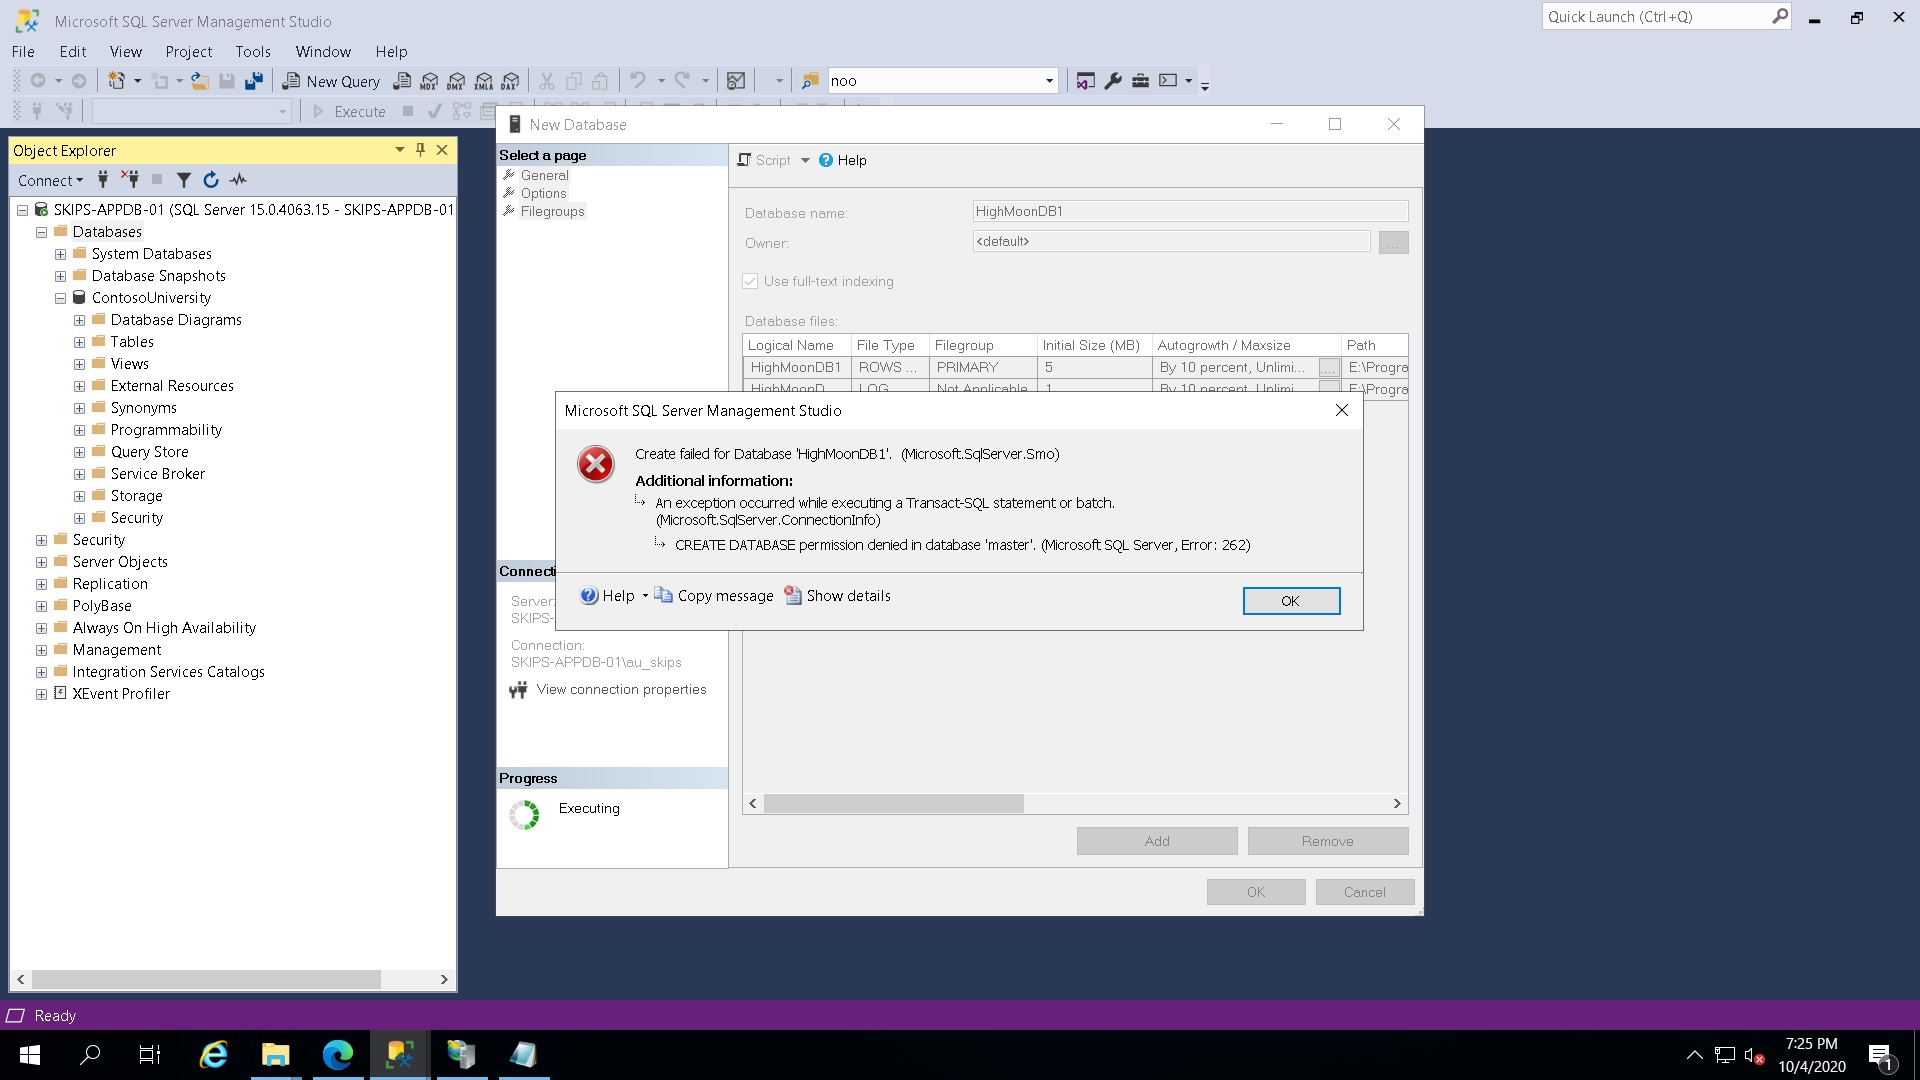 Microsoft SQL Server Management Studio
Quick Launch (Ctrl+Q)
File Edit View Project Tools Window Help
New Query MDX DMX XMLA DAX noo
Execute
Object Explorer
Connect
SKIPS-APPDB-01 (SQL Server 15.0.4063.15 - SKIPS-APPDB-01
Databases
System Databases
Database Snapshots
ContosoUniversity
Database Diagrams
Tables
Views
External Resources
Synonyms
Programmability
Query Store
Service Broker
Storage
Security
Security
Server Objects
Replication
PolyBase
Always On High Availability
Management
Integration Services Catalogs
XEvent Profiler
New Database
Select a page
General
Options
Filegroups
Script Help
Database name: HighMoonDB1
Owner: <default> ...
Use full-text indexing
Database files:
Logical Name File Type Filegroup Initial Size (MB) Autogrowth / Maxsize Path
HighMoonDB1 ROWS ... PRIMARY 5 By 10 percent, Unlimi... ... E:\Progra
HighMoonD LOG Not Applicable 1 By 10 percent, Unlimi E:\Progra
Microsoft SQL Server Management Studio
Create failed for Database 'HighMoonDB1'. (Microsoft.SqlServer.Smo)
Additional information:
An exception occurred while executing a Transact-SQL statement or batch.
(Microsoft.SqlServer.ConnectionInfo)
CREATE DATABASE permission denied in database 'master'. (Microsoft SQL Server, Error: 262)
Help Copy message Show details OK
Connecti
Server:
SKIPS-
Connection:
SKIPS-APPDB-01\au_skips
View connection properties
Progress
Executing
Add Remove
OK Cancel
Ready
7:25 PM
10/4/2020
1